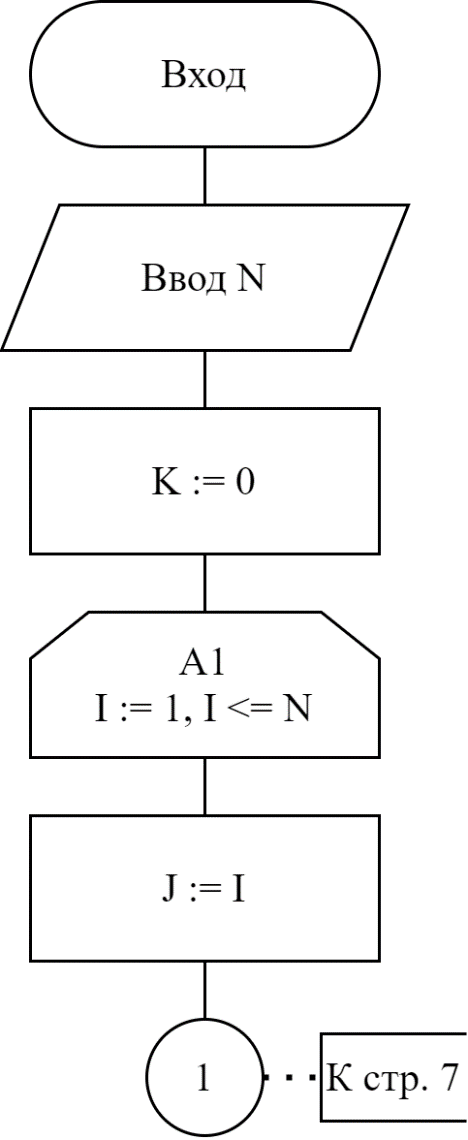 Вход
Ввод N
K := 0
A1
I := 1, I <= N
J := I
1
К стр. 7